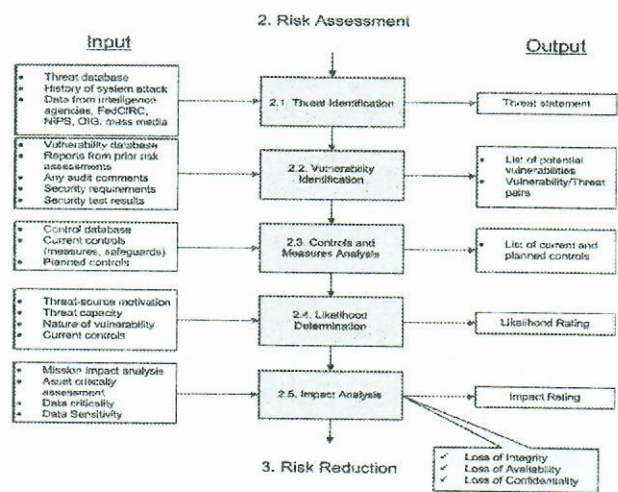 2. Risk Assessment
Input
Output
Threat database
History of system attack
Data from intelligence
agencies, FedCIRC,
NIPS, OIG, mass media
2.1. Threat Identification
Threat statement
Vulnerability database
Reports from prior risk
assessments
Any audit comments
Security requirements
Security test results
2.2. Vulnerability
Identification
List of potential
vulnerabilities
Vulnerability/Threat
pairs
Control database
Current controls
(measures, safeguards)
Planned controls
2.3. Controls and
Measures Analysis
List of current and
planned controls
Threat-source motivation
Threat capacity
Nature of vulnerability
Current controls
2.4. Likelihood
Determination
Likelihood Rating
Mission impact analysis
Asset critically
assessment
Data criticality
Data Sensitivity
2.5. Impact Analysis
Impact Rating
3. Risk Reduction
✓ Loss of Integrity
✓ Loss of Availability
✓ Loss of Confidentiality